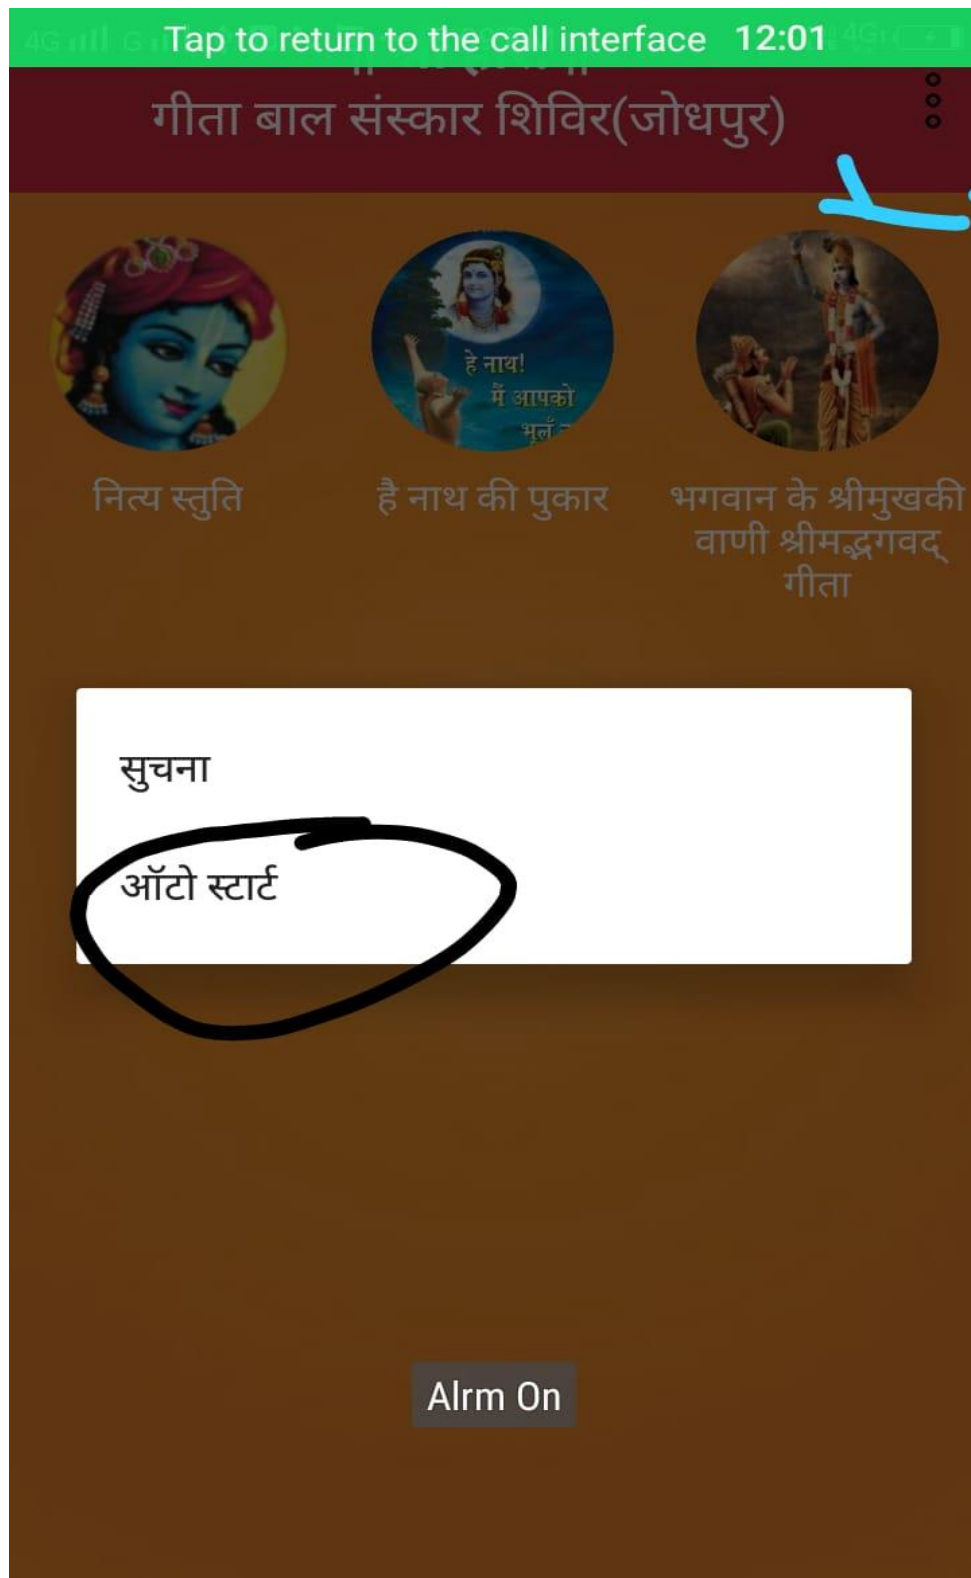 Tap to return to the call interface 12:01
गीता बाल संस्कार शिविर(जोधपुर)
हे नाथ!
मैं आपको
भूलूँ
नित्य स्तुति
है नाथ की पुकार
भगवान के श्रीमुखकी
वाणी श्रीमद्भगवद्
गीता
सुचना
ऑटो स्टार्ट
Alrm On